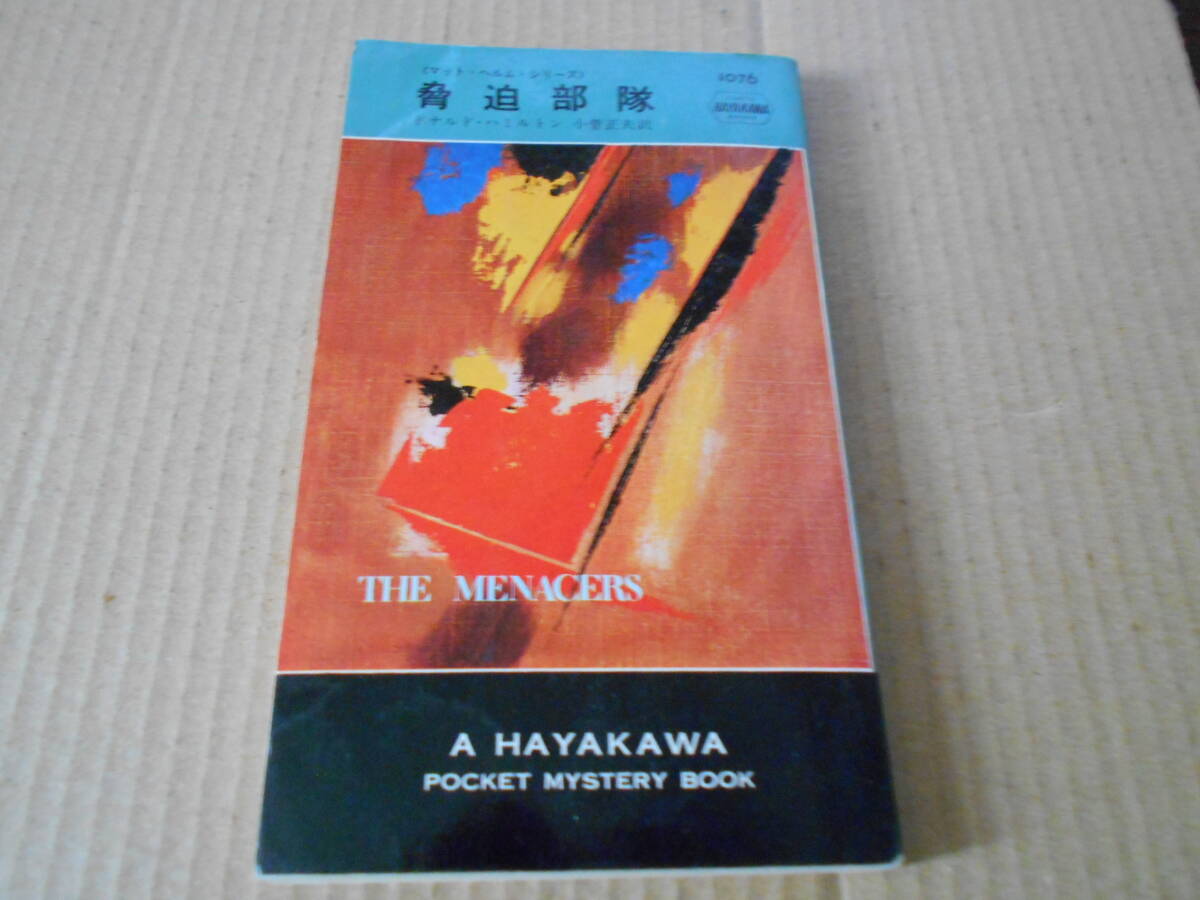 〈マット・ヘルム・シリーズ〉
1076
脅迫部隊
ドナルド・ハミルトン 小菅正夫訳
THE MENACERS
A HAYAKAWA
POCKET MYSTERY BOOK